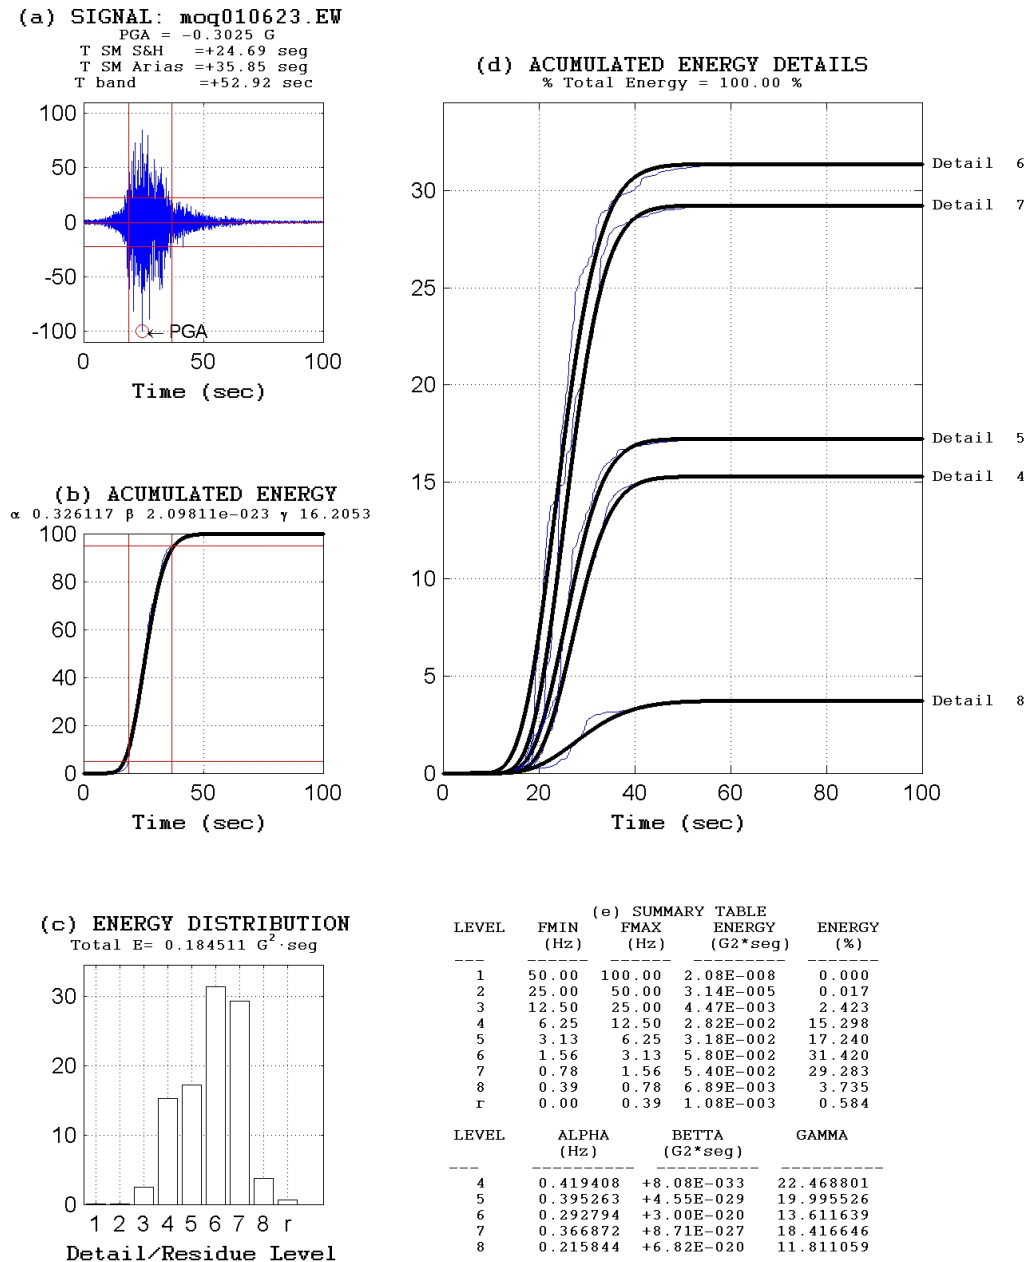 (a) SIGNAL: moq010623.EW
PGA = −0.3025 G
T SM S&H =+24.69 seg
T SM Arias =+35.85 seg
T band =+52.92 sec
100
50
0
-50
-100
← PGA
0 50 100
Time (sec)
(b) ACUMULATED ENERGY
α 0.326117 β 2.09811e−023 γ 16.2053
100
80
60
40
20
0
0 50 100
Time (sec)
(c) ENERGY DISTRIBUTION
Total E= 0.184511 G²·seg
30
20
10
0
1 2 3 4 5 6 7 8 r
Detail/Residue Level
(d) ACUMULATED ENERGY DETAILS
% Total Energy = 100.00 %
30
25
20
15
10
5
0
0 20 40 60 80 100
Time (sec)
Detail 6
Detail 7
Detail 5
Detail 4
Detail 8
(e) SUMMARY TABLE
LEVEL FMIN FMAX ENERGY ENERGY
(Hz) (Hz) (G2*seg) (%)
−−− −−−−−− −−−−−− −−−−−−−−− −−−−−−−
1 50.00 100.00 2.08E−008 0.000
2 25.00 50.00 3.14E−005 0.017
3 12.50 25.00 4.47E−003 2.423
4 6.25 12.50 2.82E−002 15.298
5 3.13 6.25 3.18E−002 17.240
6 1.56 3.13 5.80E−002 31.420
7 0.78 1.56 5.40E−002 29.283
8 0.39 0.78 6.89E−003 3.735
r 0.00 0.39 1.08E−003 0.584
LEVEL ALPHA BETTA GAMMA
(Hz) (G2*seg)
−−− −−−−−−−−−− −−−−−−−−−− −−−−−−−−−−
4 0.419408 +8.08E−033 22.468801
5 0.395263 +4.55E−029 19.995526
6 0.292794 +3.00E−020 13.611639
7 0.366872 +8.71E−027 18.416646
8 0.215844 +6.82E−020 11.811059